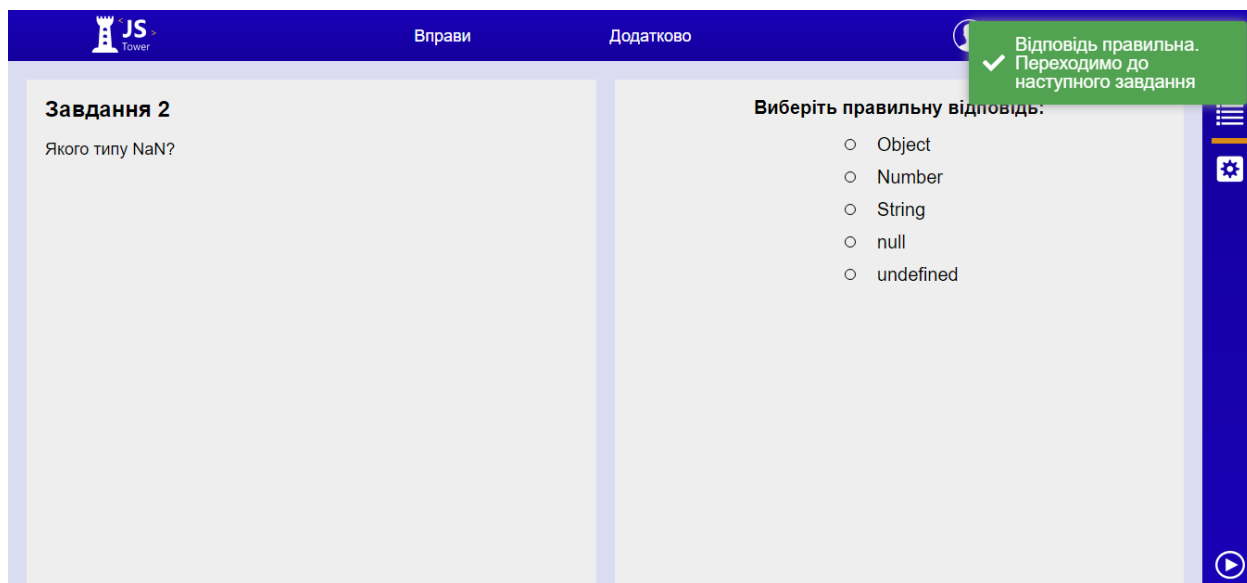 < JS >
Tower
Вправи
Додатково
Відповідь правильна.
Переходимо до
наступного завдання
Завдання 2
Якого типу NaN?
Виберіть правильну відповідь:
Object
Number
String
null
undefined